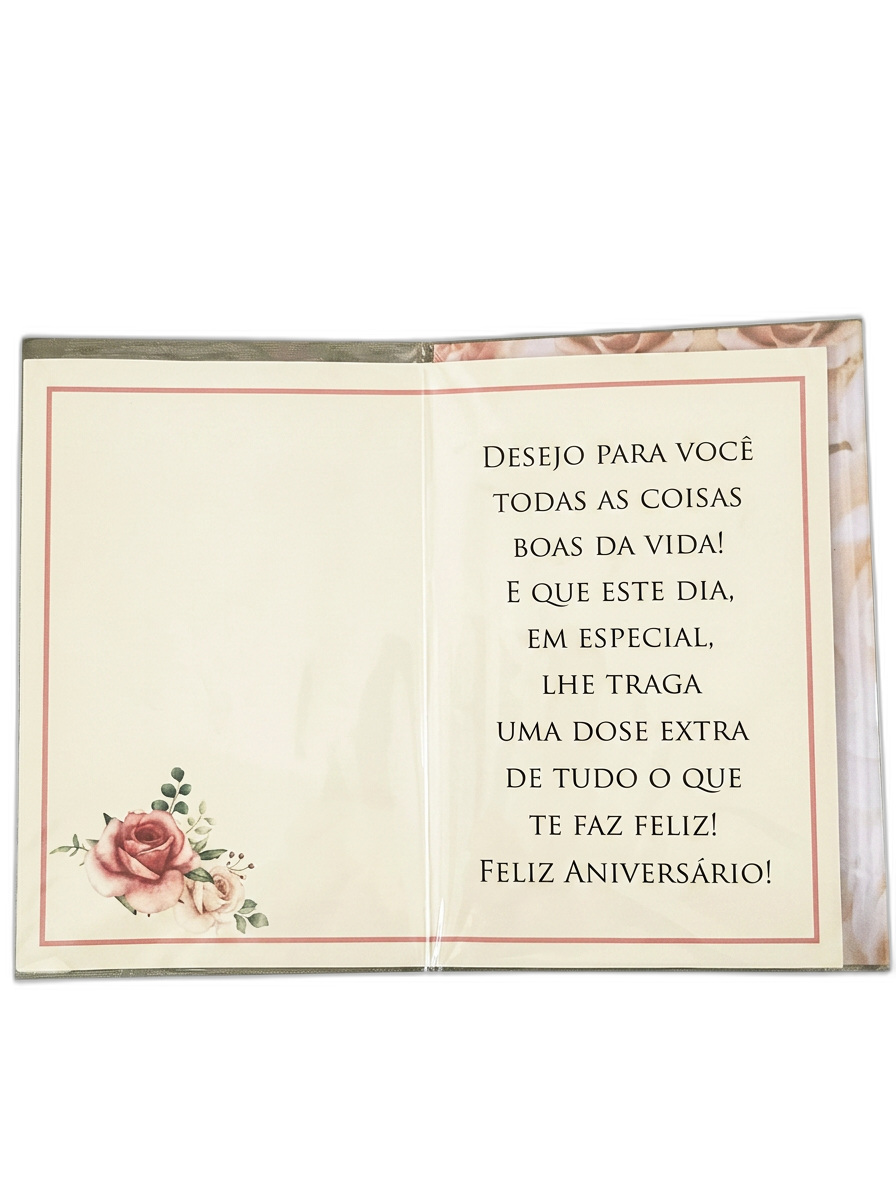 Desejo para você
todas as coisas
boas da vida!
E que este dia,
em especial,
lhe traga
uma dose extra
de tudo o que
te faz feliz!
Feliz Aniversário!